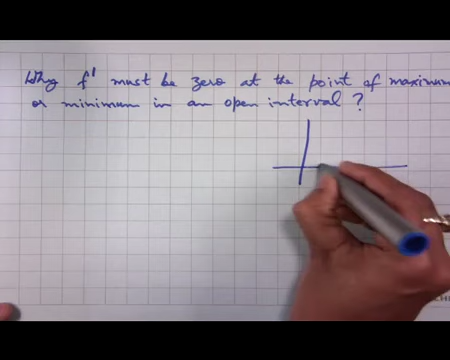 Why f' must be zero at the point of maximum
or minimum in an open interval ?